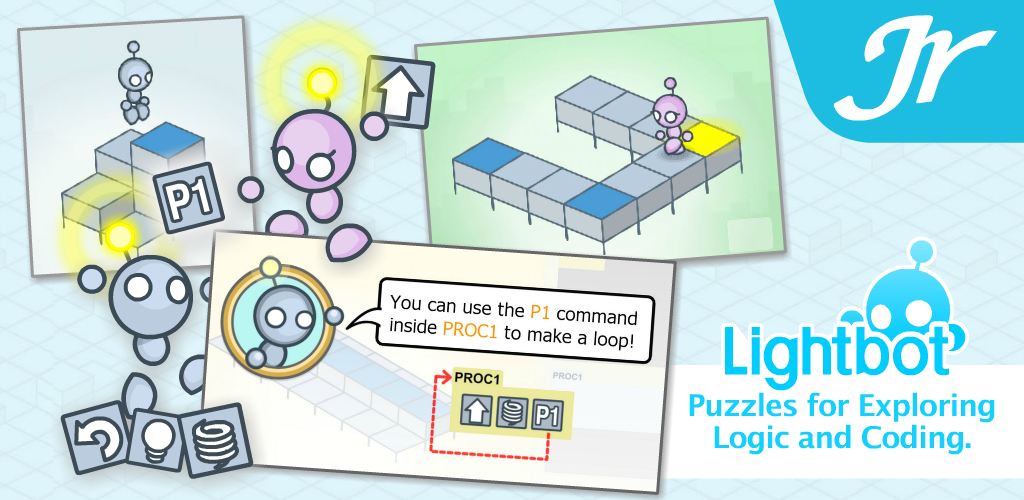 Jr
P1
You can use the P1 command
inside PROC1 to make a loop!
PROC1
PROC1
P1
Lightbot
Puzzles for Exploring
Logic and Coding.